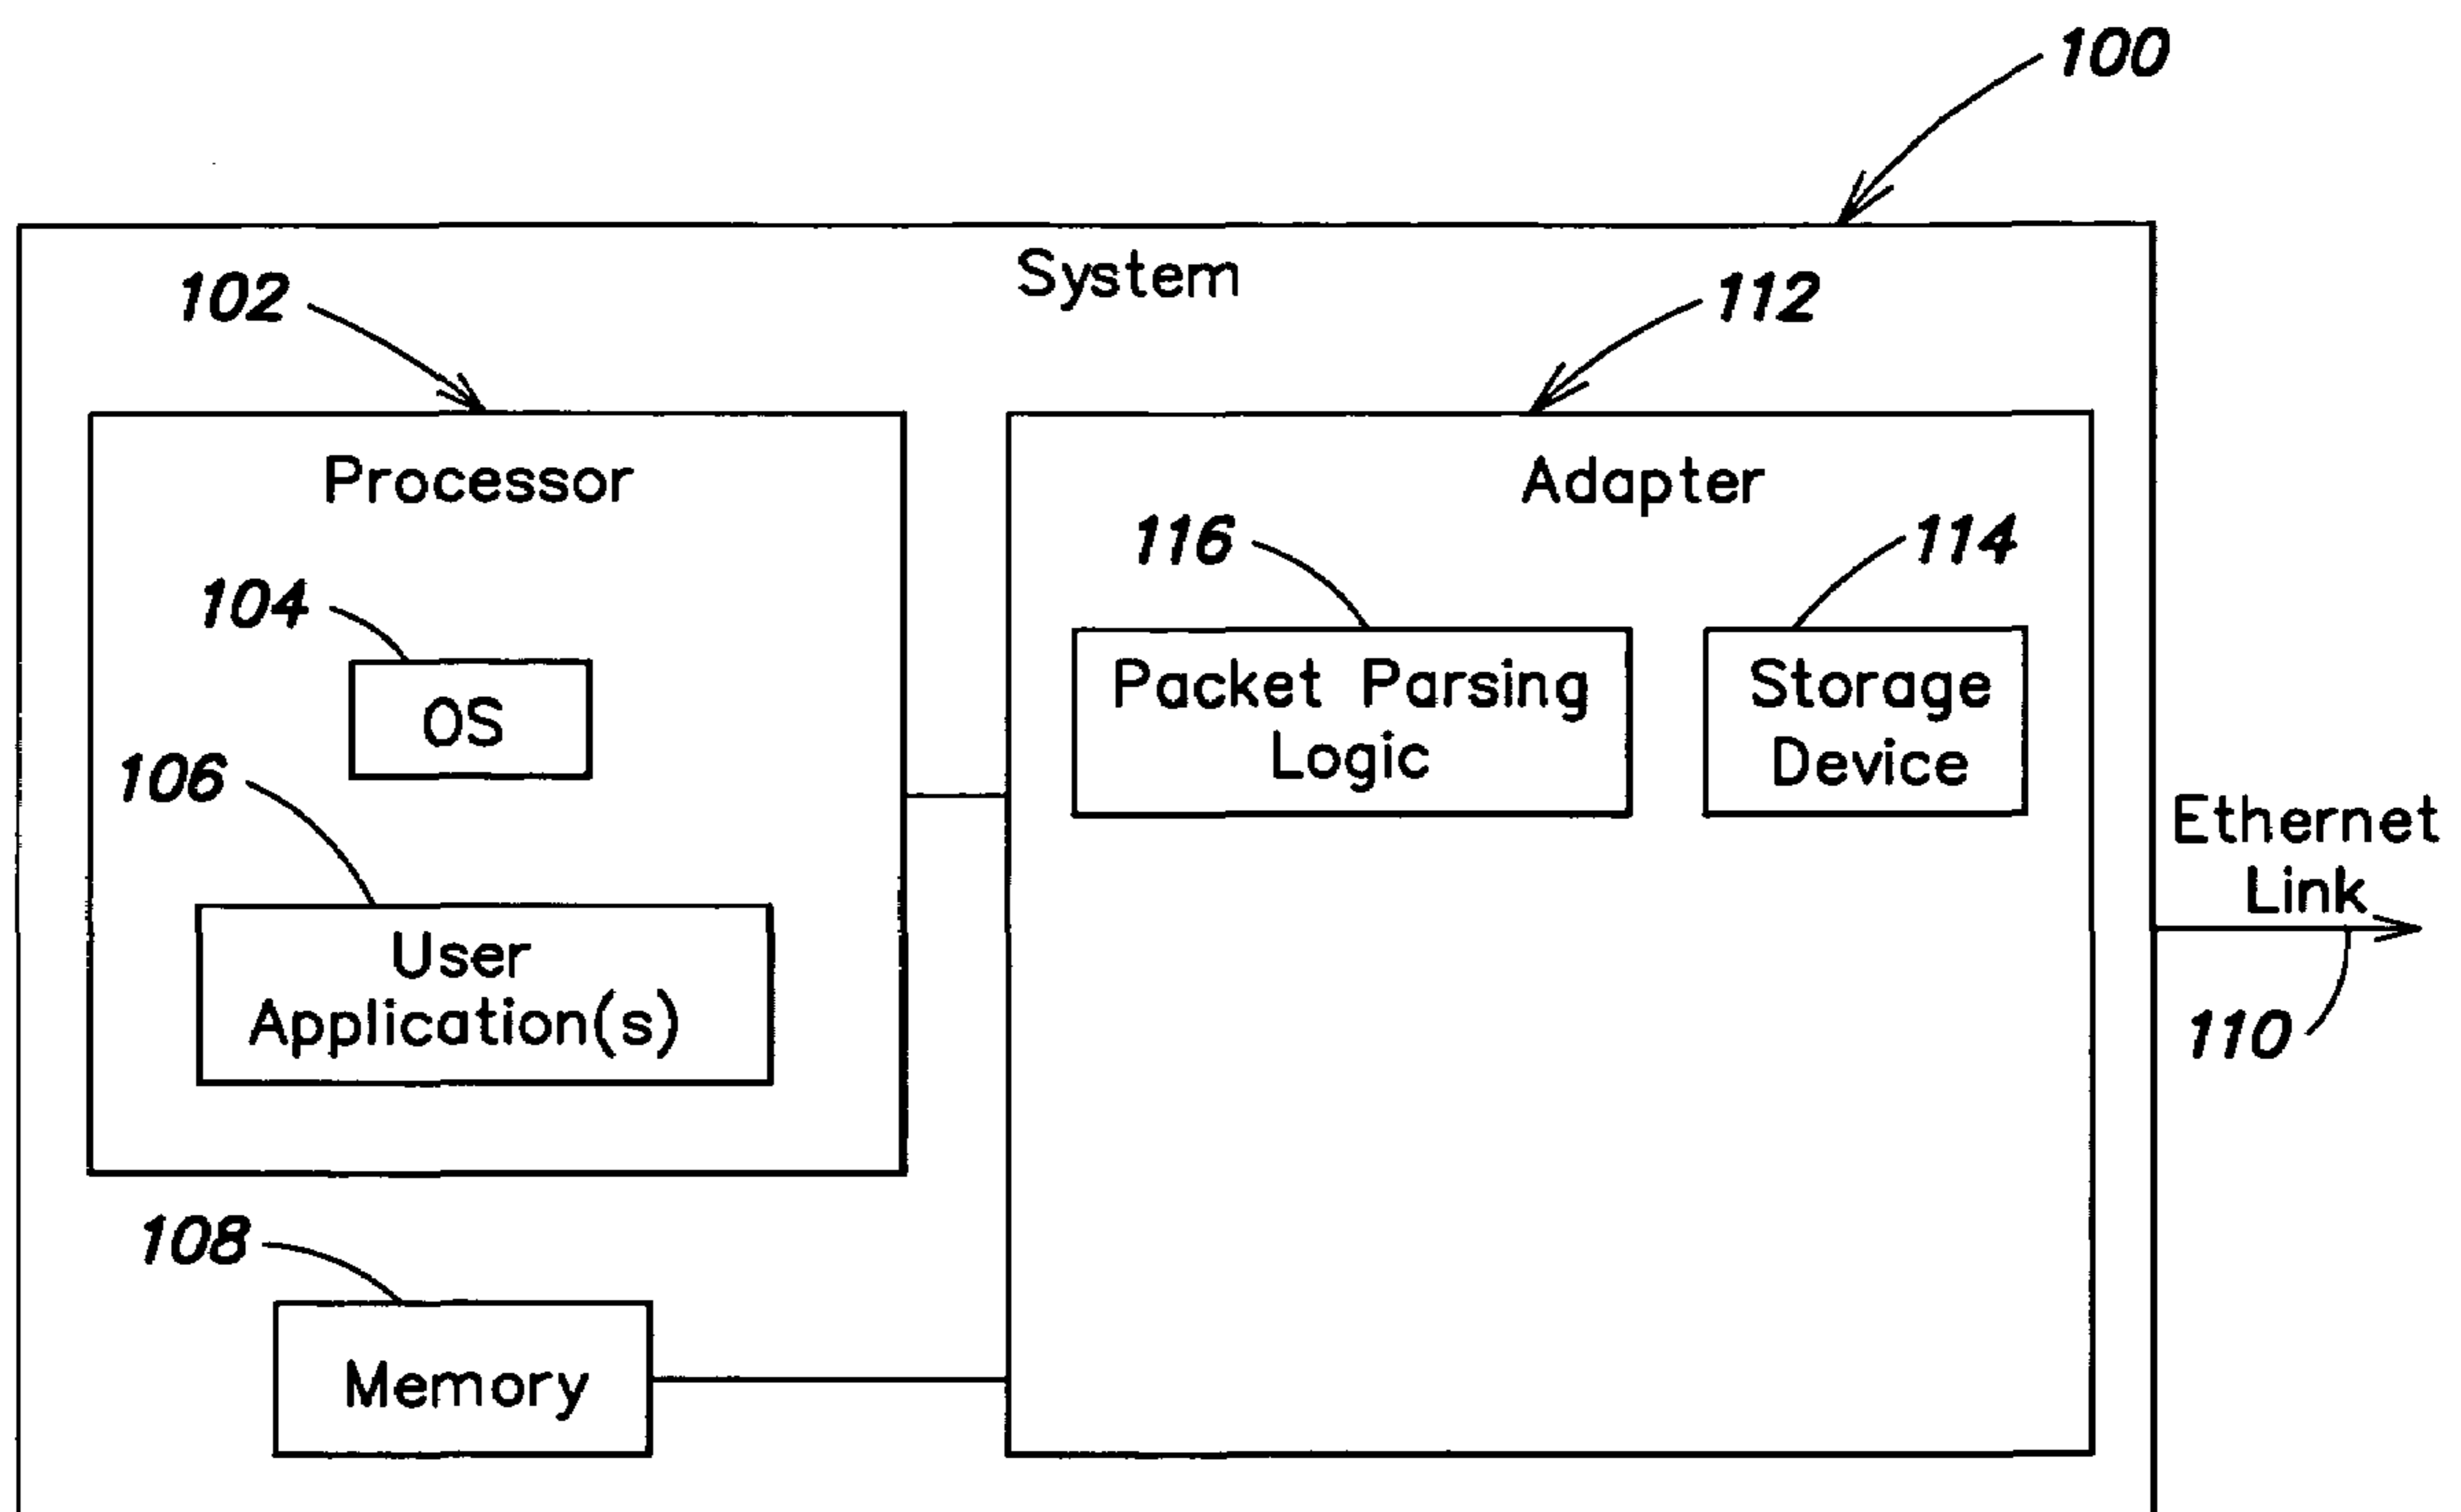 100
System
102
112
Processor
Adapter
116
114
104
Packet Parsing
Logic
Storage
Device
OS
106
Ethernet
Link
User
Application(s)
110
108
Memory